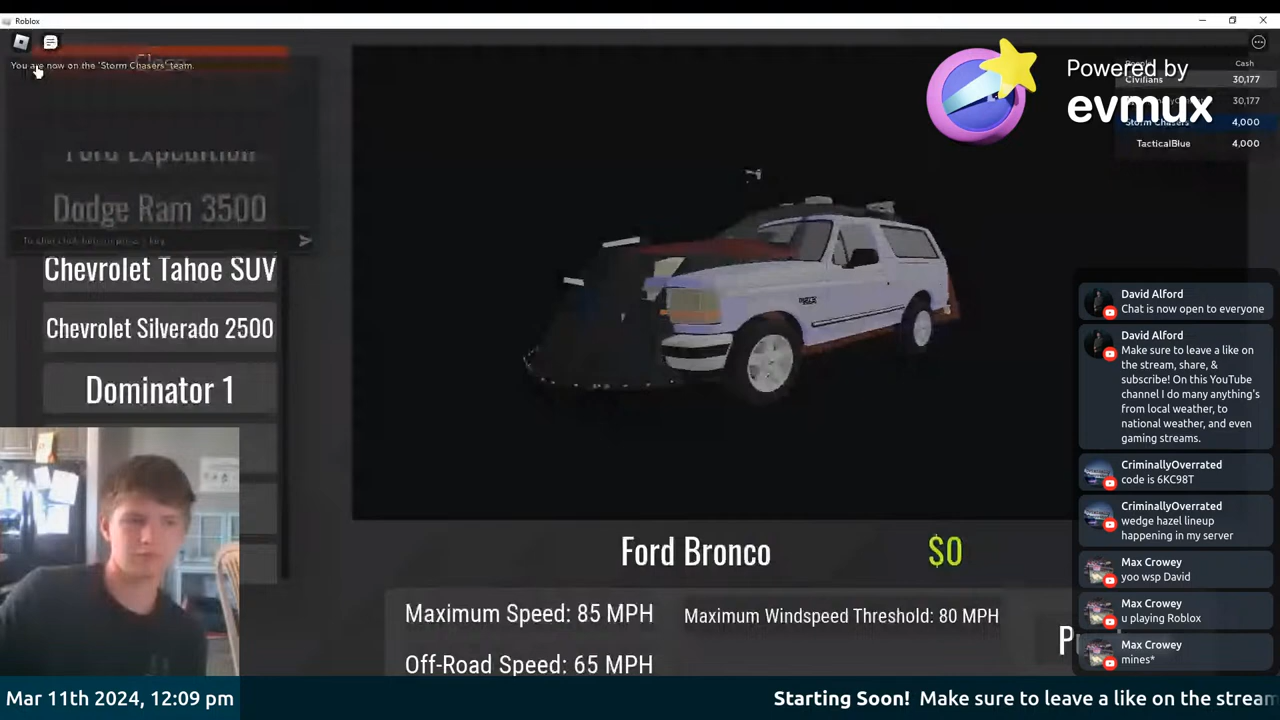 Roblox
You are now on the 'Storm Chasers' team.
Close
Ford Expedition
Dodge Ram 3500
Chevrolet Tahoe SUV
Chevrolet Silverado 2500
Dominator 1
Powered by
evmux
Cash
Civilians 30,177
30,177
Storm Chasers 4,000
TacticalBlue 4,000
Ford Bronco $0
Maximum Speed: 85 MPH
Maximum Windspeed Threshold: 80 MPH
Off-Road Speed: 65 MPH
David Alford
Chat is now open to everyone
David Alford
Make sure to leave a like on
the stream, share, &
subscribe! On this YouTube
channel I do many anything's
from local weather, to
national weather, and even
gaming streams.
CriminallyOverrated
code is 6KC98T
CriminallyOverrated
wedge hazel lineup
happening in my server
Max Crowey
yoo wsp David
Max Crowey
u playing Roblox
Max Crowey
mines*
Mar 11th 2024, 12:09 pm
Starting Soon! Make sure to leave a like on the stream